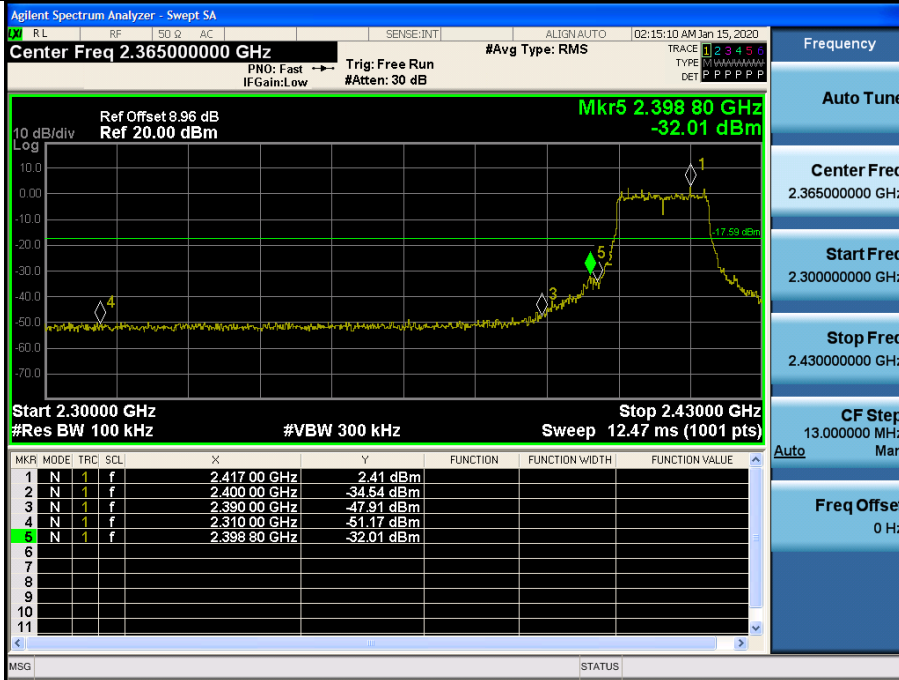 Agilent Spectrum Analyzer - Swept SA
LXI RL RF 50 Ω AC SENSE:INT ALIGN AUTO 02:15:10 AM Jan 15, 2020
Center Freq 2.365000000 GHz
PNO: Fast
IFGain:Low
Trig: Free Run
#Atten: 30 dB
#Avg Type: RMS
TRACE 1 2 3 4 5 6
TYPE M W W W W W
DET P P P P P P
Ref Offset 8.96 dB
10 dB/div Ref 20.00 dBm
Log
Mkr5 2.398 80 GHz
-32.01 dBm
10.0
0.00
-10.0
-20.0
-30.0
-40.0
-50.0
-60.0
-70.0
-17.59 dBm
1
2
3
4
5
Start 2.30000 GHz Stop 2.43000 GHz
#Res BW 100 kHz #VBW 300 kHz Sweep 12.47 ms (1001 pts)
MKR MODE TRC SCL X Y FUNCTION FUNCTION WIDTH FUNCTION VALUE
1 N 1 f 2.417 00 GHz 2.41 dBm
2 N 1 f 2.400 00 GHz -34.54 dBm
3 N 1 f 2.390 00 GHz -47.91 dBm
4 N 1 f 2.310 00 GHz -51.17 dBm
5 N 1 f 2.398 80 GHz -32.01 dBm
6
7
8
9
10
11
MSG STATUS
Frequency
Auto Tune
Center Freq
2.365000000 GHz
Start Freq
2.300000000 GHz
Stop Freq
2.430000000 GHz
CF Step
13.000000 MHz
Auto Man
Freq Offset
0 Hz